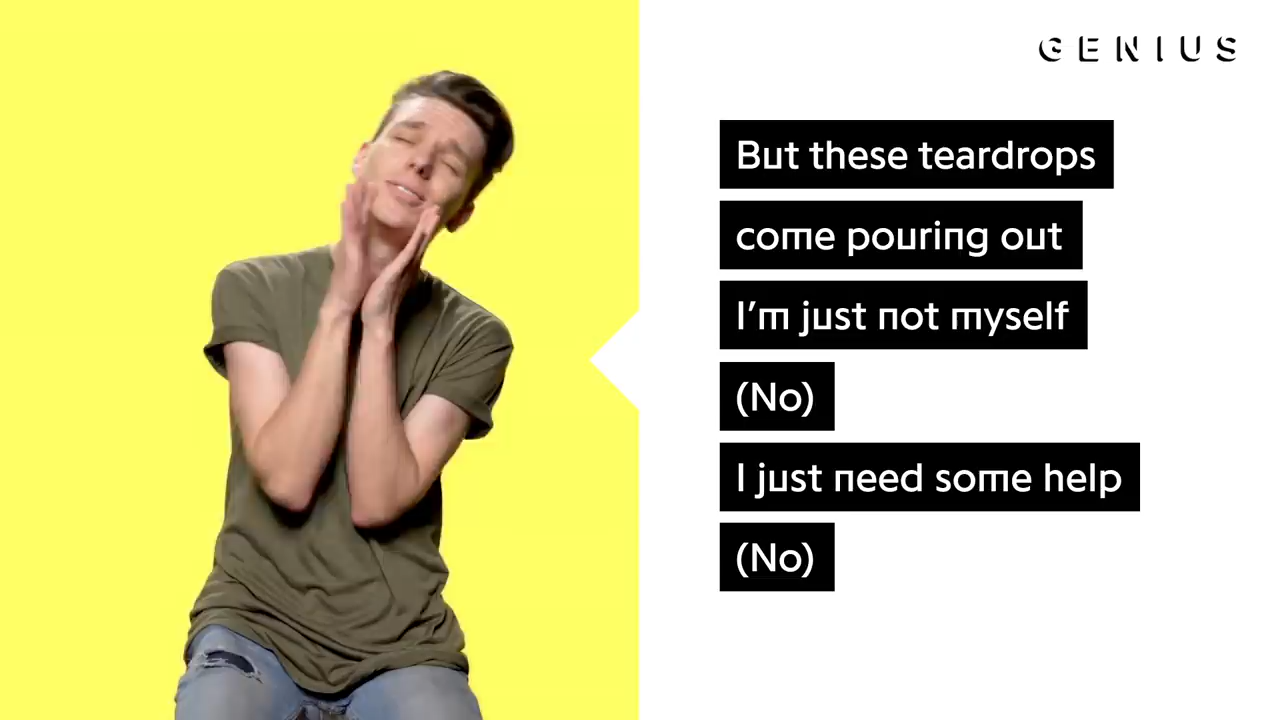 GENIUS
But these teardrops
come pouring out
I'm just not myself
(No)
I just need some help
(No)